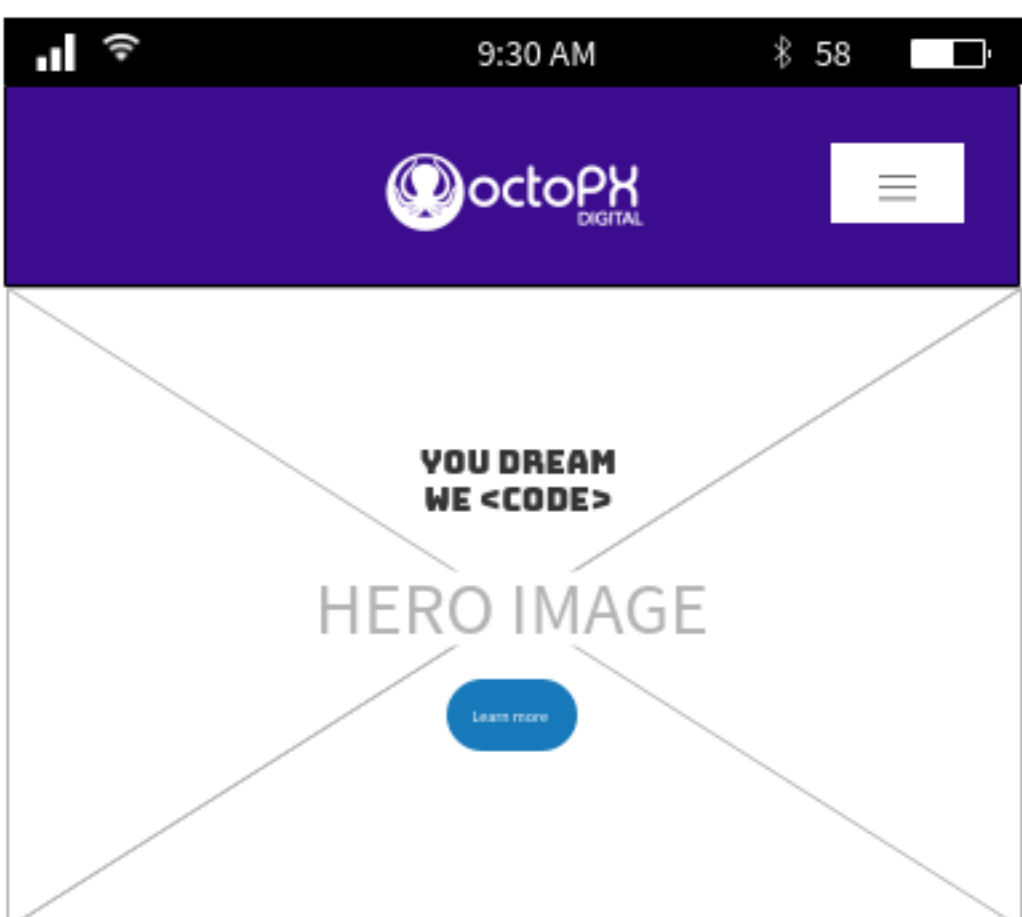 9:30 AM
58
octoPX
DIGITAL
YOU DREAM
WE <CODE>
HERO IMAGE
Learn more